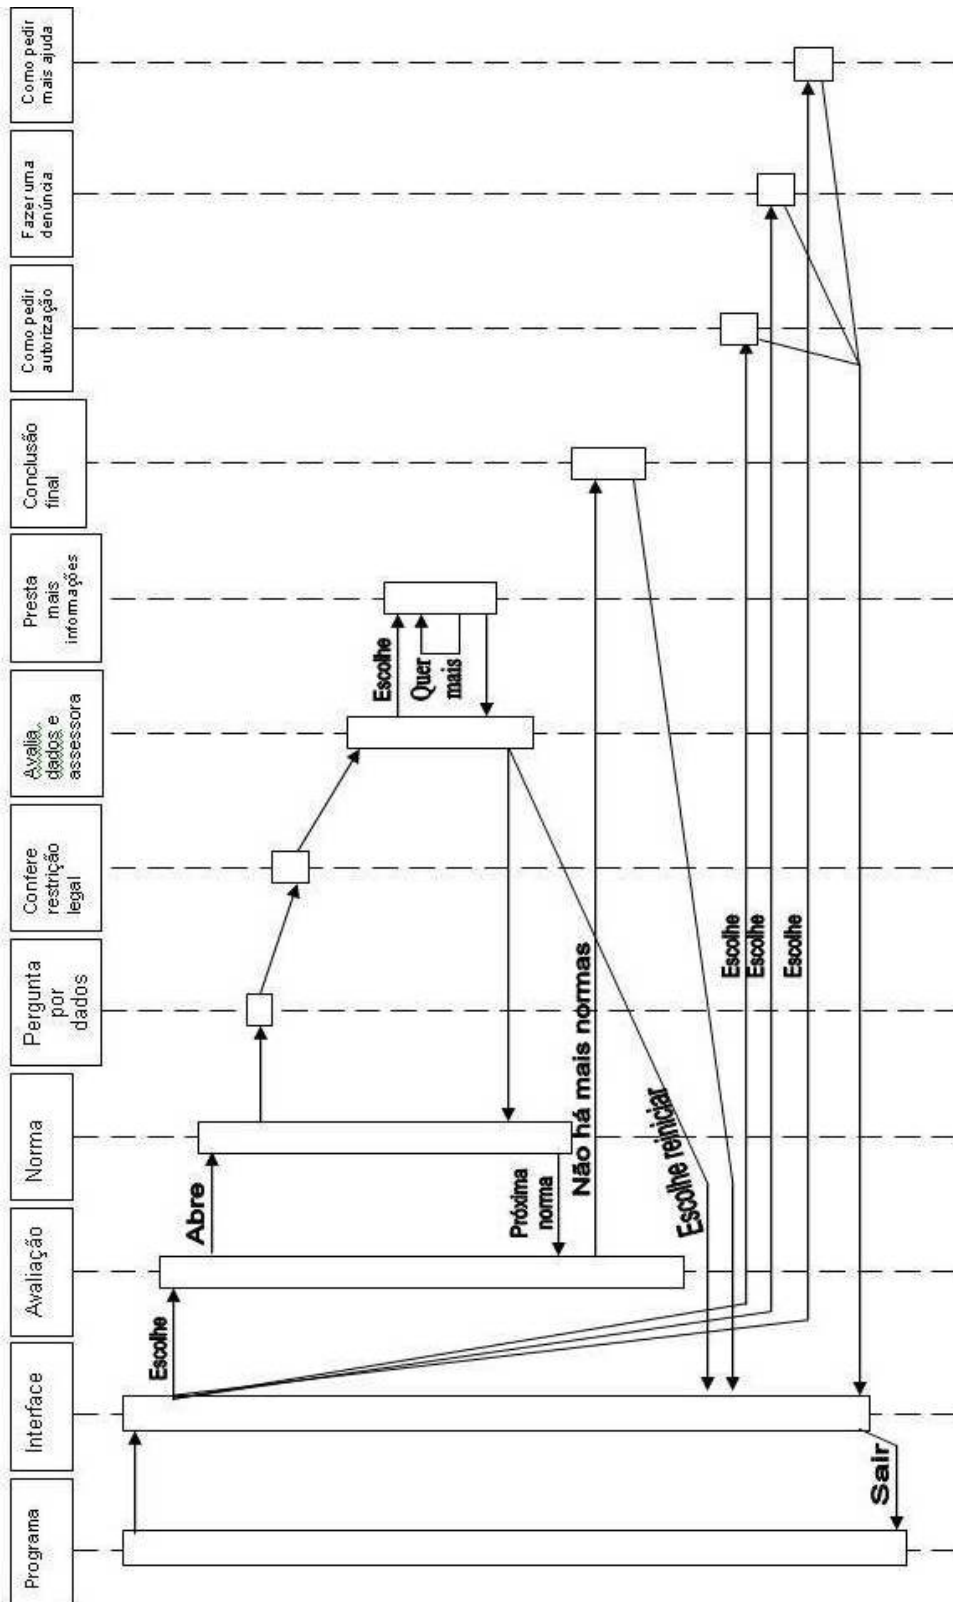 Como pedir
mais ajuda
Fazer uma
denúncia
Como pedir
autorização
Conclusão
final
Presta
mais
informações
Avalia
dados e
assessora
Confere
restrição
legal
Pergunta
por
dados
Norma
Avaliação
Interface
Programa
Escolhe
Quer
mais
Escolhe
Escolhe
Escolhe
Não há mais normas
Escolhe reiniciar
Abre
Próxima
norma
Escolhe
Sair